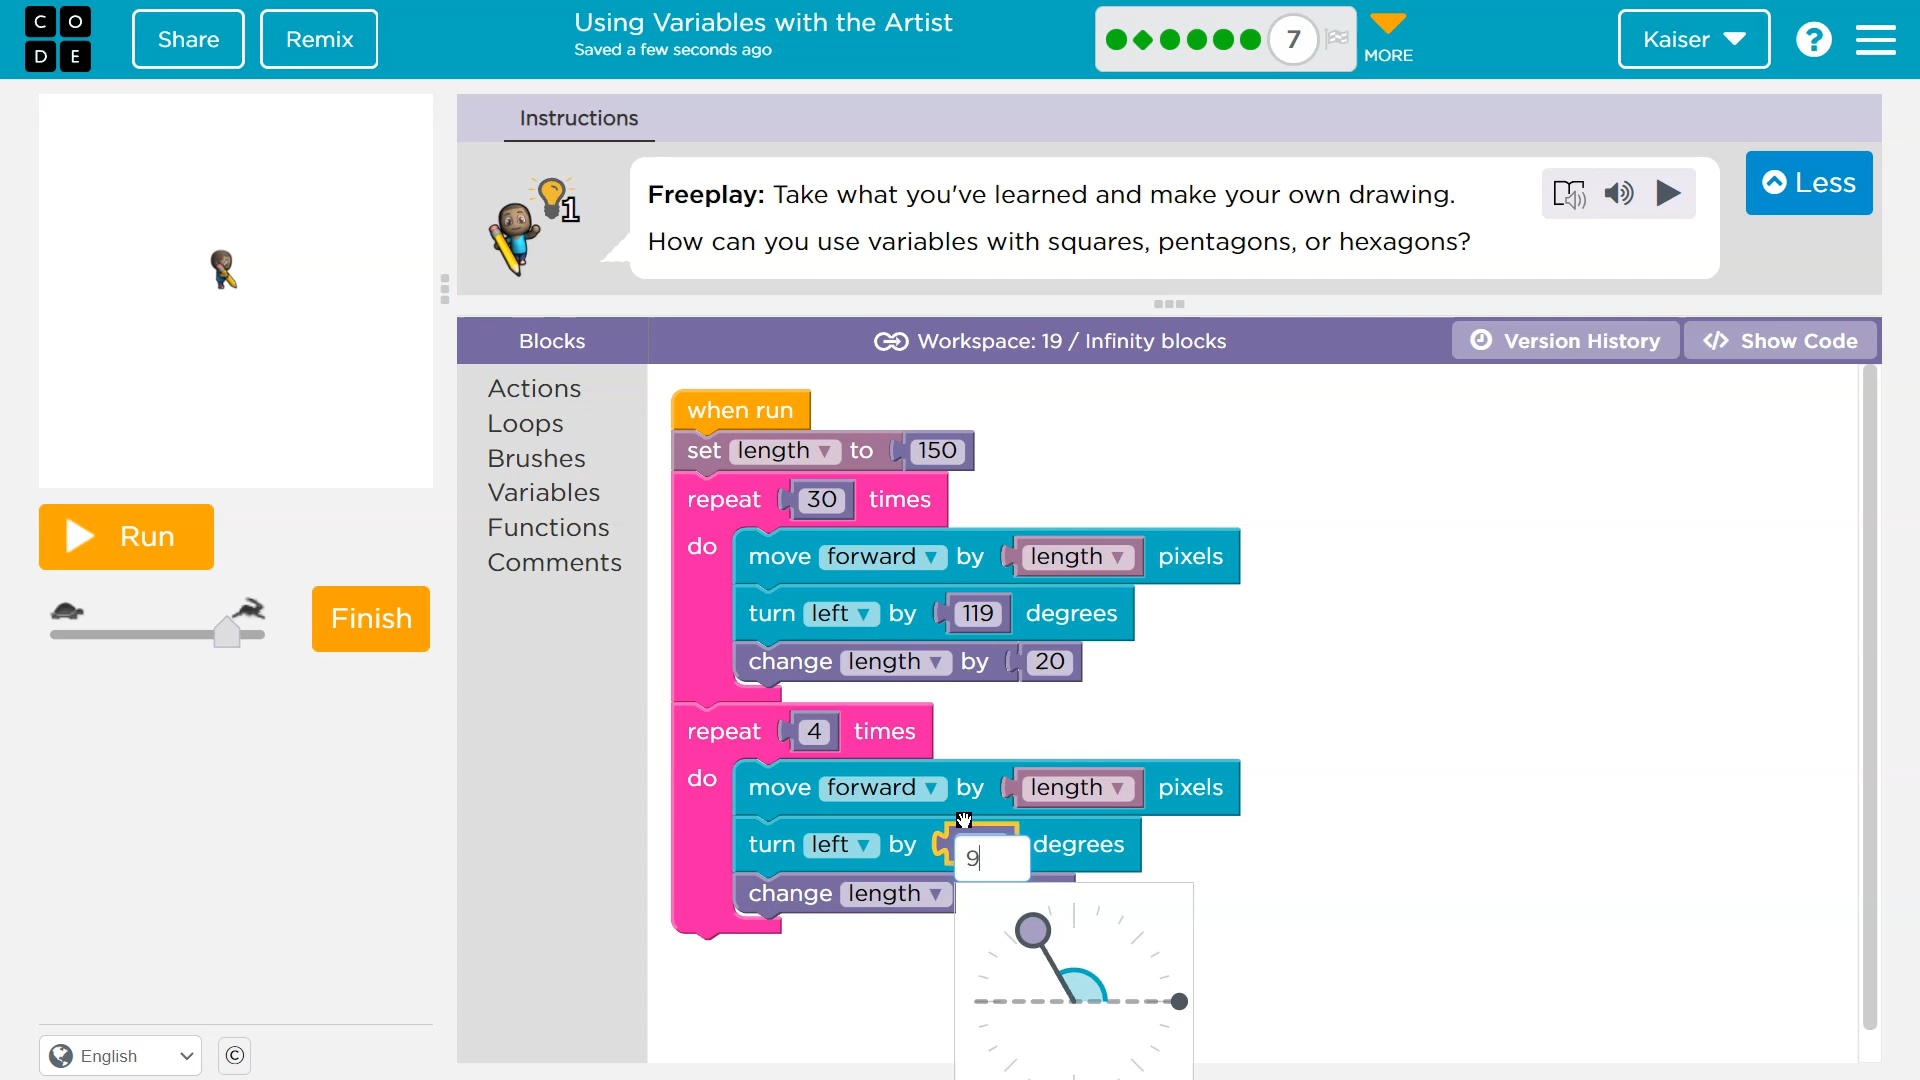 C O
D E
Share
Remix
Using Variables with the Artist
Saved a few seconds ago
7
MORE
Kaiser
?
Instructions
1
Freeplay: Take what you've learned and make your own drawing.
How can you use variables with squares, pentagons, or hexagons?
Less
Blocks
Workspace: 19 / Infinity blocks
Version History
</> Show Code
Actions
Loops
Brushes
Variables
Functions
Comments
when run
set length ▼ to 150
repeat 30 times
do
move forward ▼ by length ▼ pixels
turn left ▼ by 119 degrees
change length ▼ by 20
repeat 4 times
do
move forward ▼ by length ▼ pixels
turn left ▼ by 9 degrees
change length ▼
Run
Finish
English
©